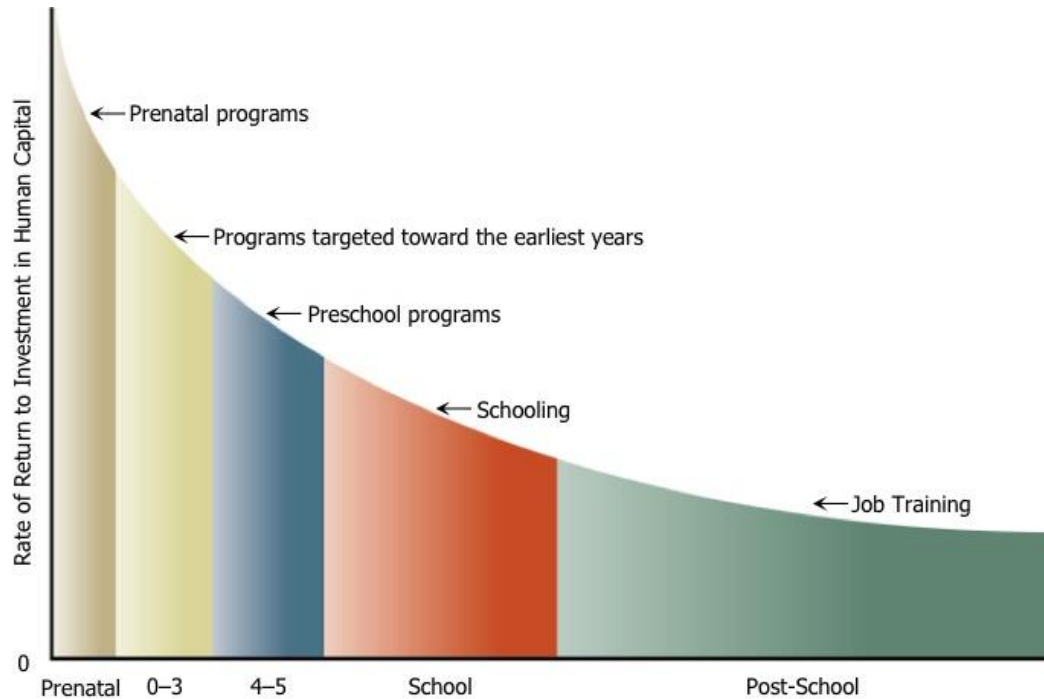 Rate of Return to Investment in Human Capital
Prenatal programs
Programs targeted toward the earliest years
Preschool programs
Schooling
Job Training
0
Prenatal
0–3
4–5
School
Post-School